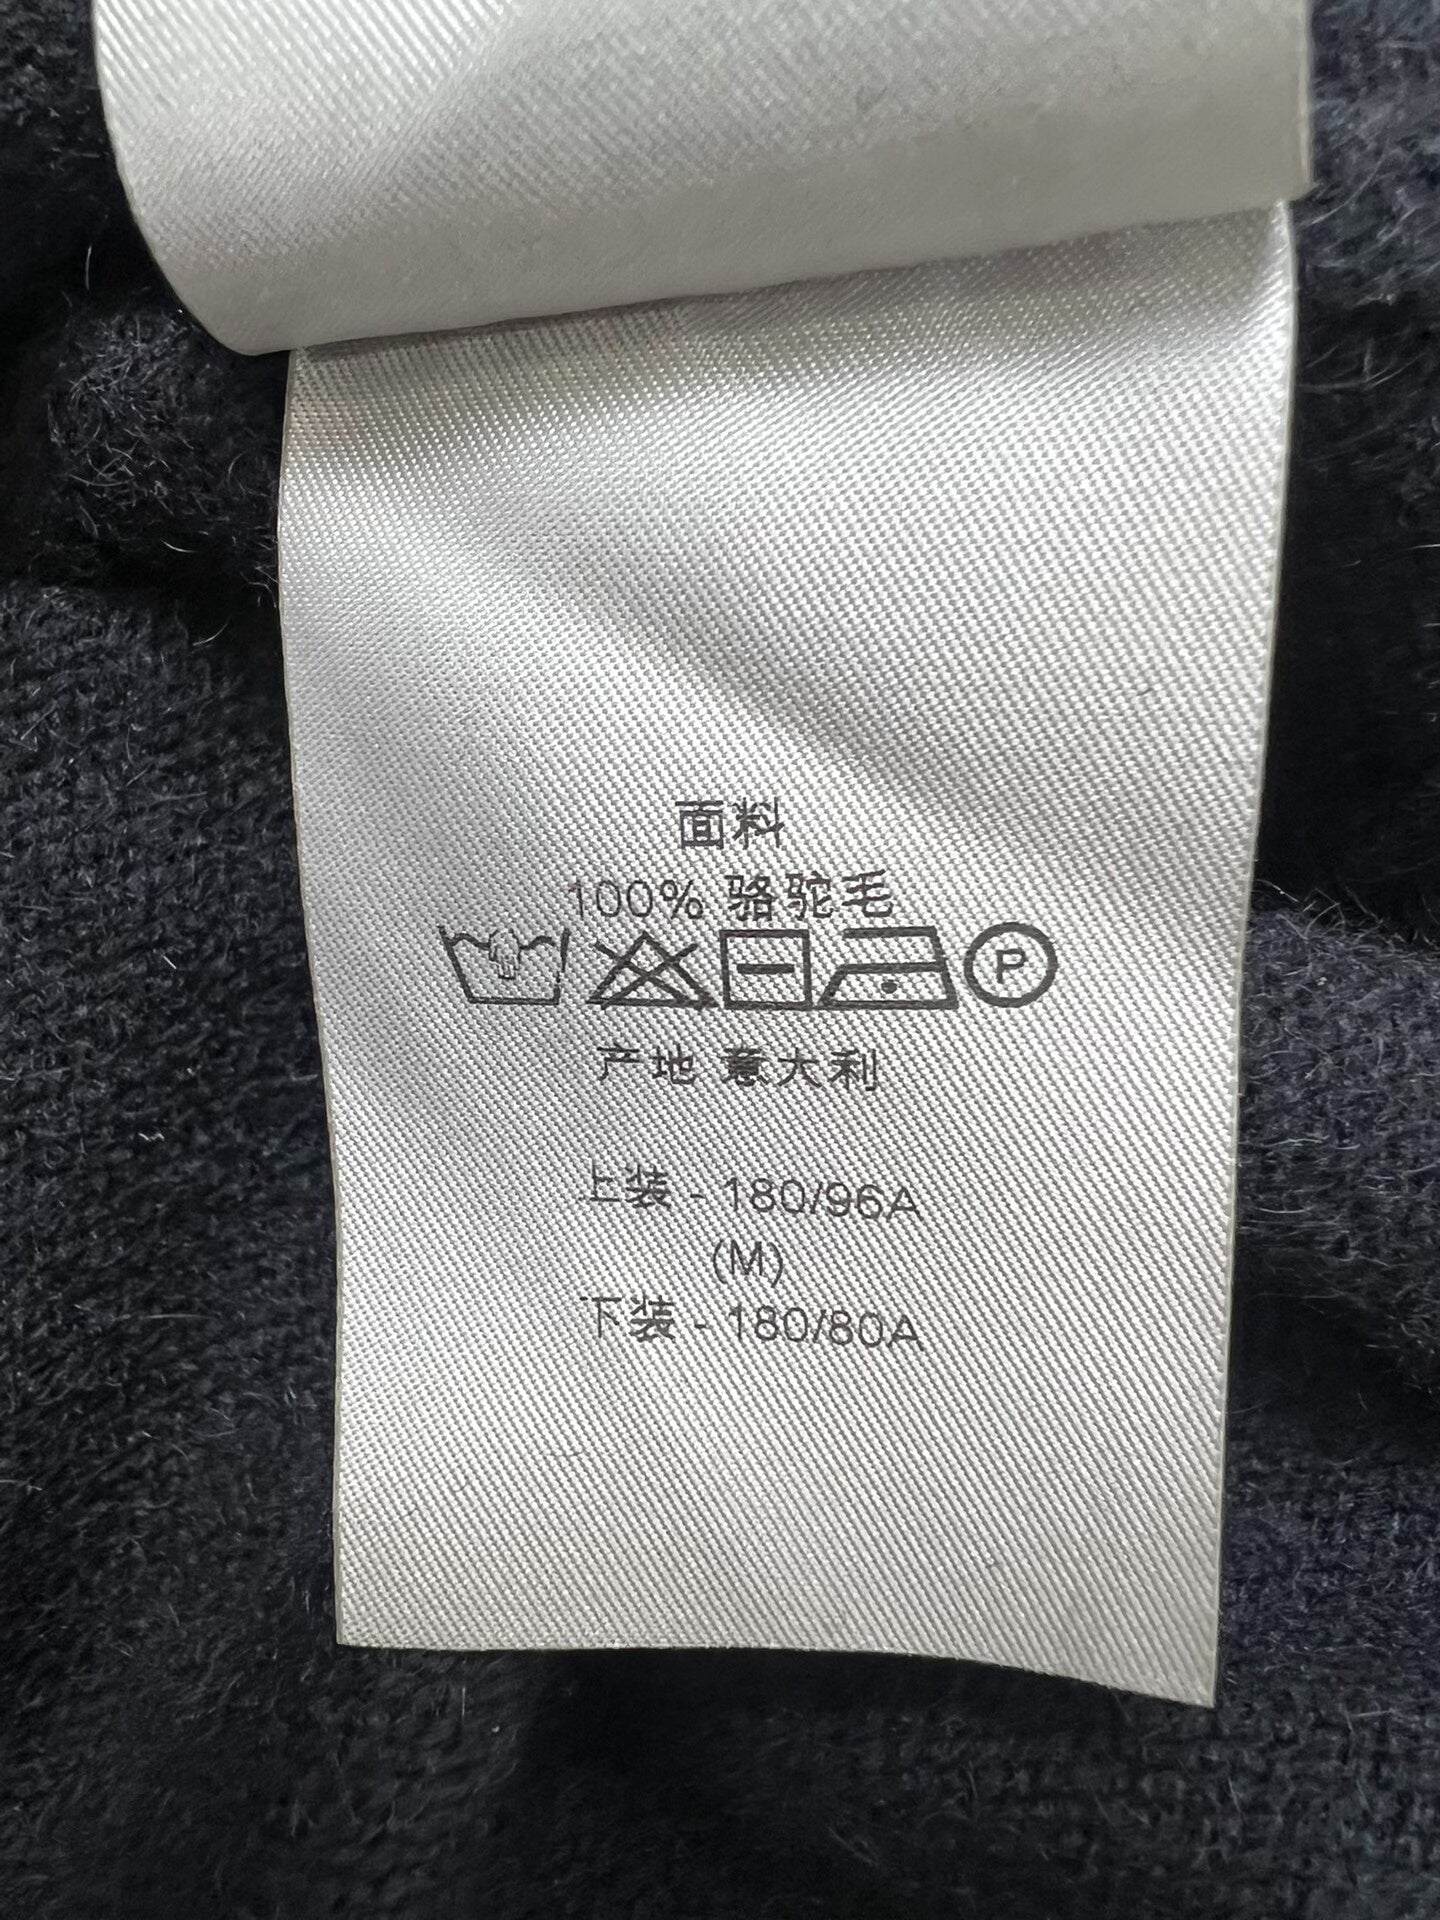 面料
100% 骆驼毛
P
产地 意大利
上装 - 180/96A
(M)
下装 - 180/80A